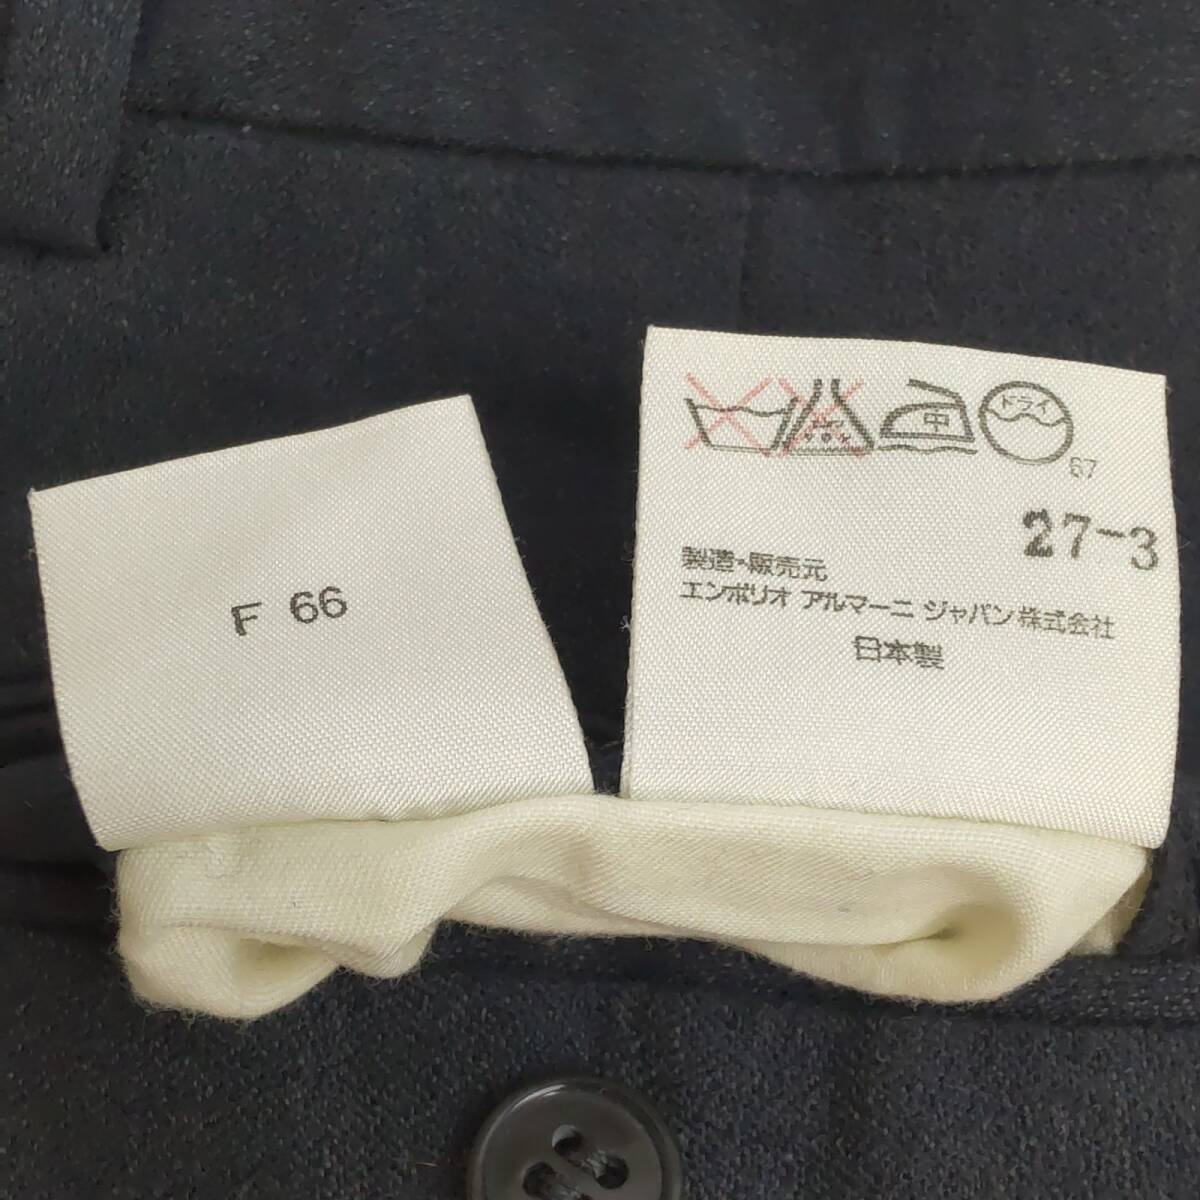 F 66
中 ドライ
67
27-3
製造・販売元
エンポリオ アルマーニ ジャパン株式会社
日本製